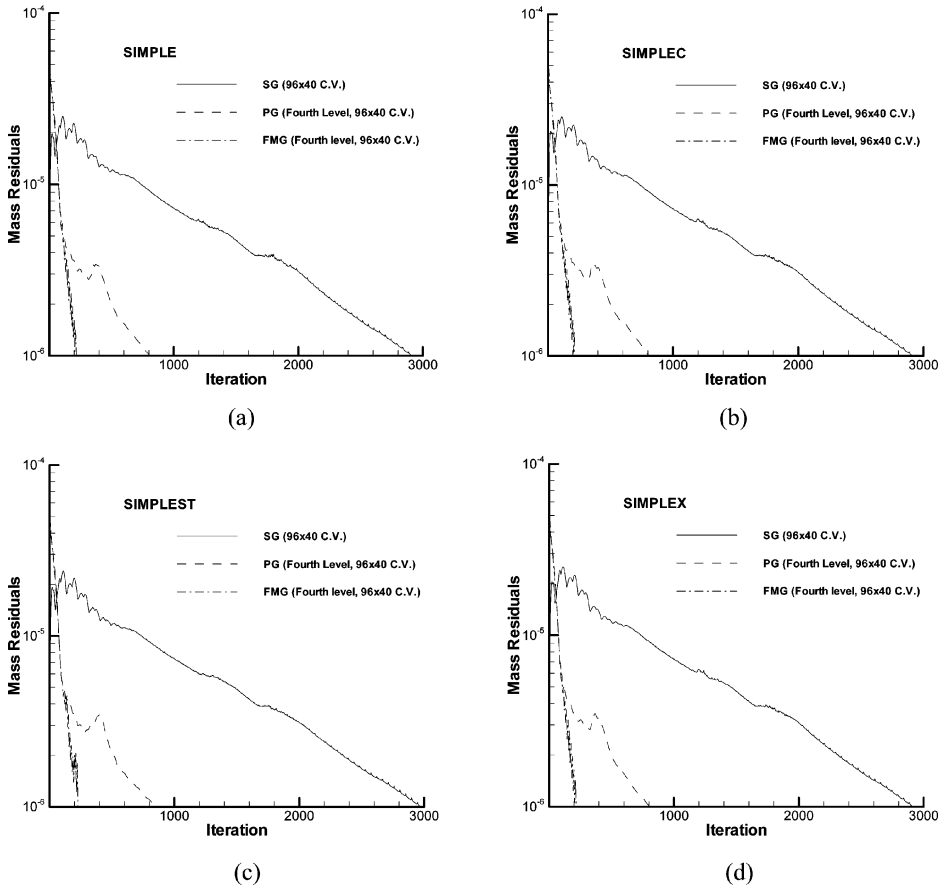 10^-4
SIMPLE
SG (96x40 C.V.)
PG (Fourth Level, 96x40 C.V.)
FMG (Fourth level, 96x40 C.V.)
Mass Residuals
10^-5
10^-6
1000
2000
3000
Iteration
(a)
10^-4
SIMPLEC
SG (96x40 C.V.)
PG (Fourth Level, 96x40 C.V.)
FMG (Fourth level, 96x40 C.V.)
Mass Residuals
10^-5
10^-6
1000
2000
3000
Iteration
(b)
10^-4
SIMPLEST
SG (96x40 C.V.)
PG (Fourth Level, 96x40 C.V.)
FMG (Fourth level, 96x40 C.V.)
Mass Residuals
10^-5
10^-6
1000
2000
3000
Iteration
(c)
10^-4
SIMPLEX
SG (96x40 C.V.)
PG (Fourth Level, 96x40 C.V.)
FMG (Fourth level, 96x40 C.V.)
Mass Residuals
10^-5
10^-6
1000
2000
3000
Iteration
(d)